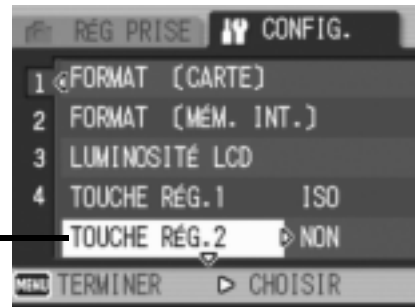 RÉG PRISE CONFIG.
1 FORMAT (CARTE)
2 FORMAT (MÉM. INT.)
3 LUMINOSITÉ LCD
4 TOUCHE RÉG.1 ISO
TOUCHE RÉG.2 NON
MENU TERMINER CHOISIR